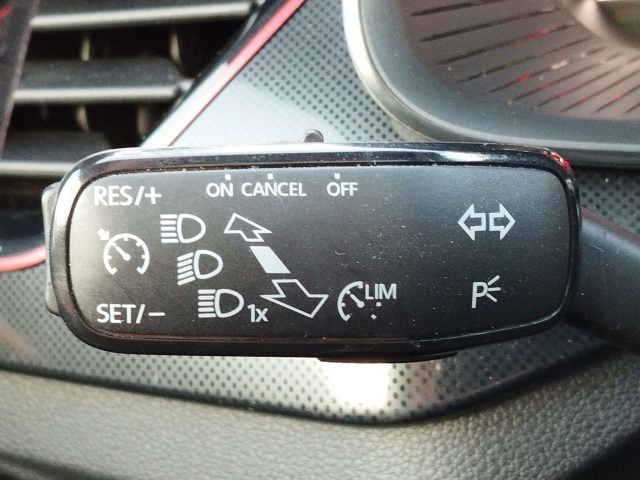 ON CANCEL OFF
RES/+
LIM
SET/-
1x
P